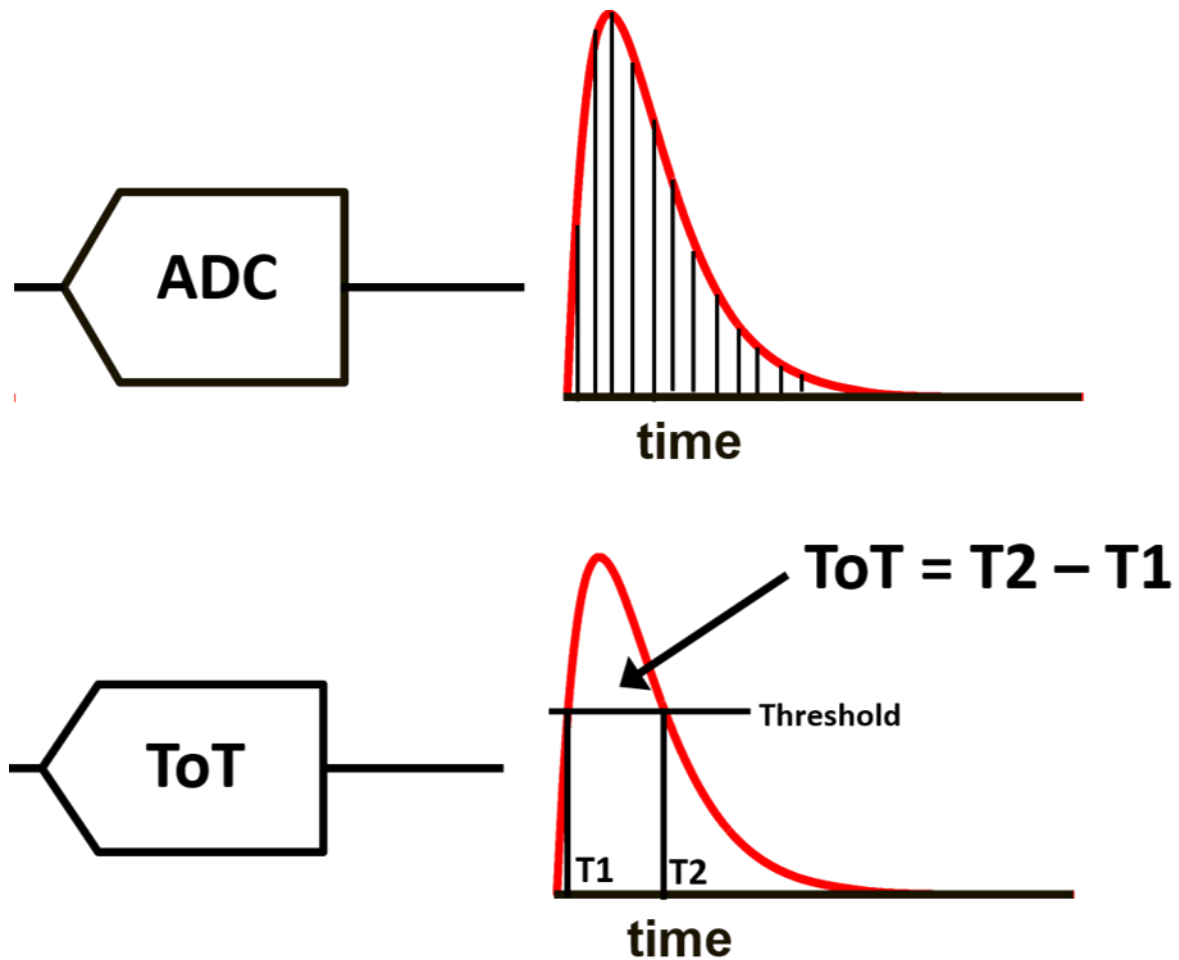 ADC
time
ToT = T2 – T1
Threshold
ToT
T1
T2
time